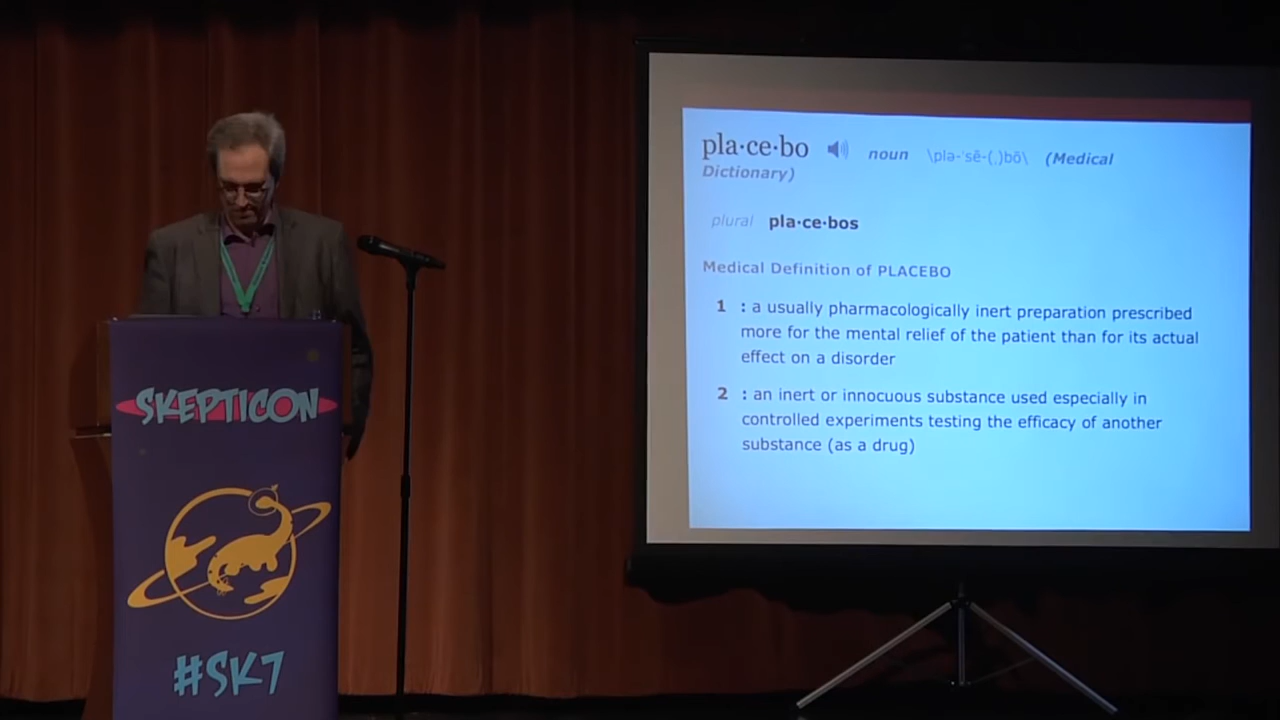 SKEPTICON
#SK7
pla·ce·bo noun \plə-ˈsē-(ˌ)bō\ (Medical
Dictionary)
plural pla·ce·bos
Medical Definition of PLACEBO
1 : a usually pharmacologically inert preparation prescribed
more for the mental relief of the patient than for its actual
effect on a disorder
2 : an inert or innocuous substance used especially in
controlled experiments testing the efficacy of another
substance (as a drug)